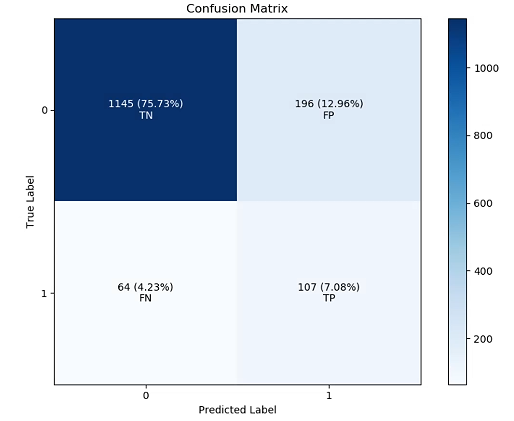 Confusion Matrix
1145 (75.73%)
TN
196 (12.96%)
FP
64 (4.23%)
FN
107 (7.08%)
TP
0
1
True Label
0
1
Predicted Label
1000
800
600
400
200